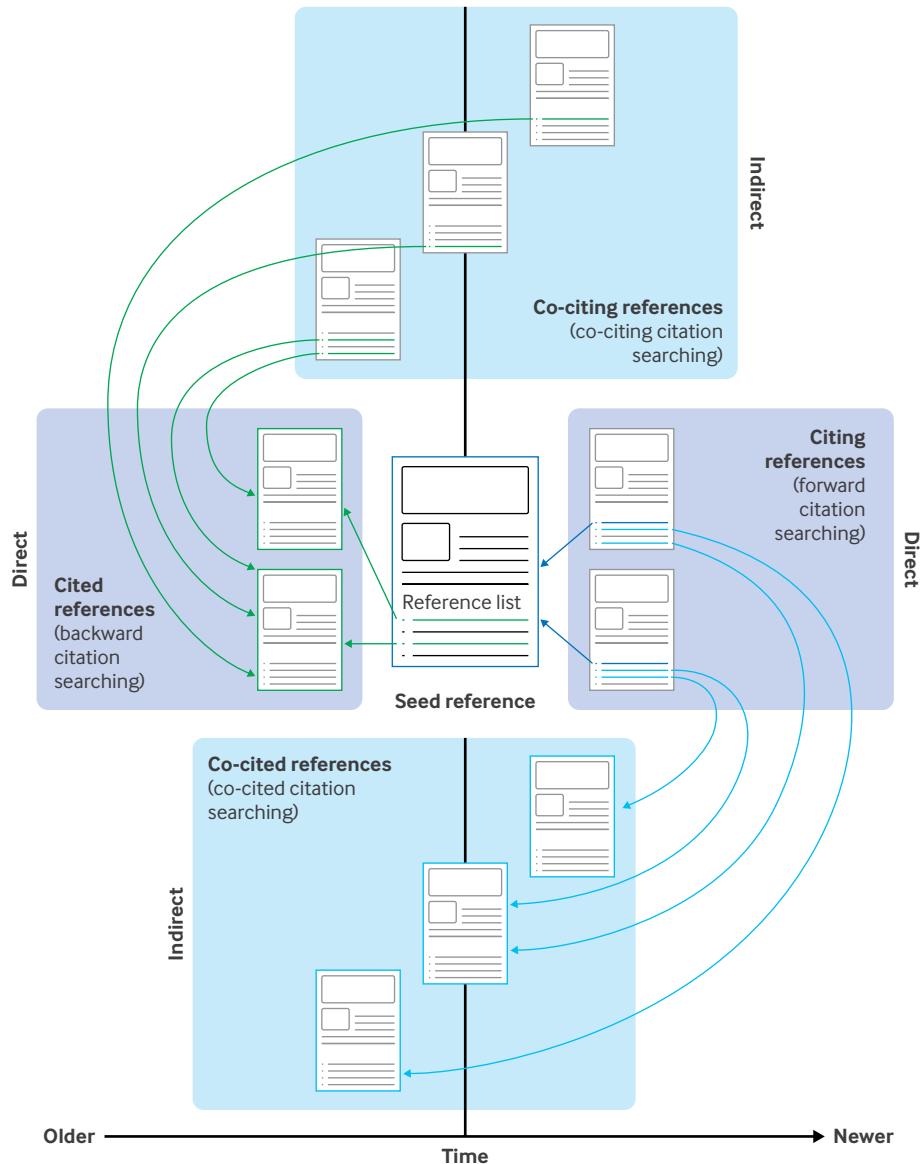 Indirect
Co-citing references
(co-citing citation
searching)
Direct
Cited
references
(backward
citation
searching)
Reference list
Seed reference
Citing
references
(forward
citation
searching)
Direct
Co-cited references
(co-cited citation
searching)
Indirect
Older
Time
Newer